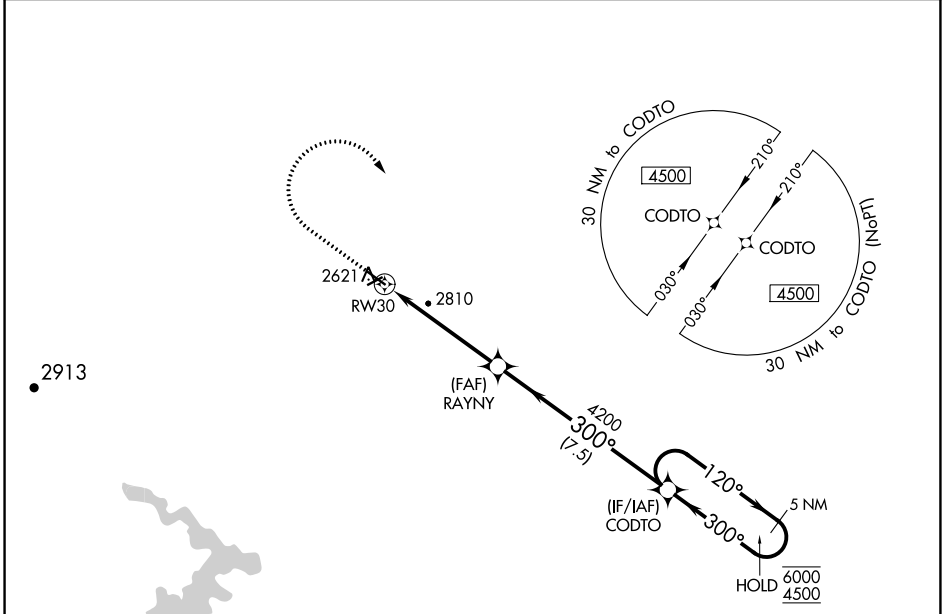 30 NM to CODTO
4500
210°
CODTO
030°
210°
CODTO
4500
030°
30 NM to CODTO (NoPT)
2621
RW30
2810
2913
(FAF)
RAYNY
4200
300°
(7.5)
(IF/IAF)
CODTO
120°
300°
5 NM
HOLD
6000
4500